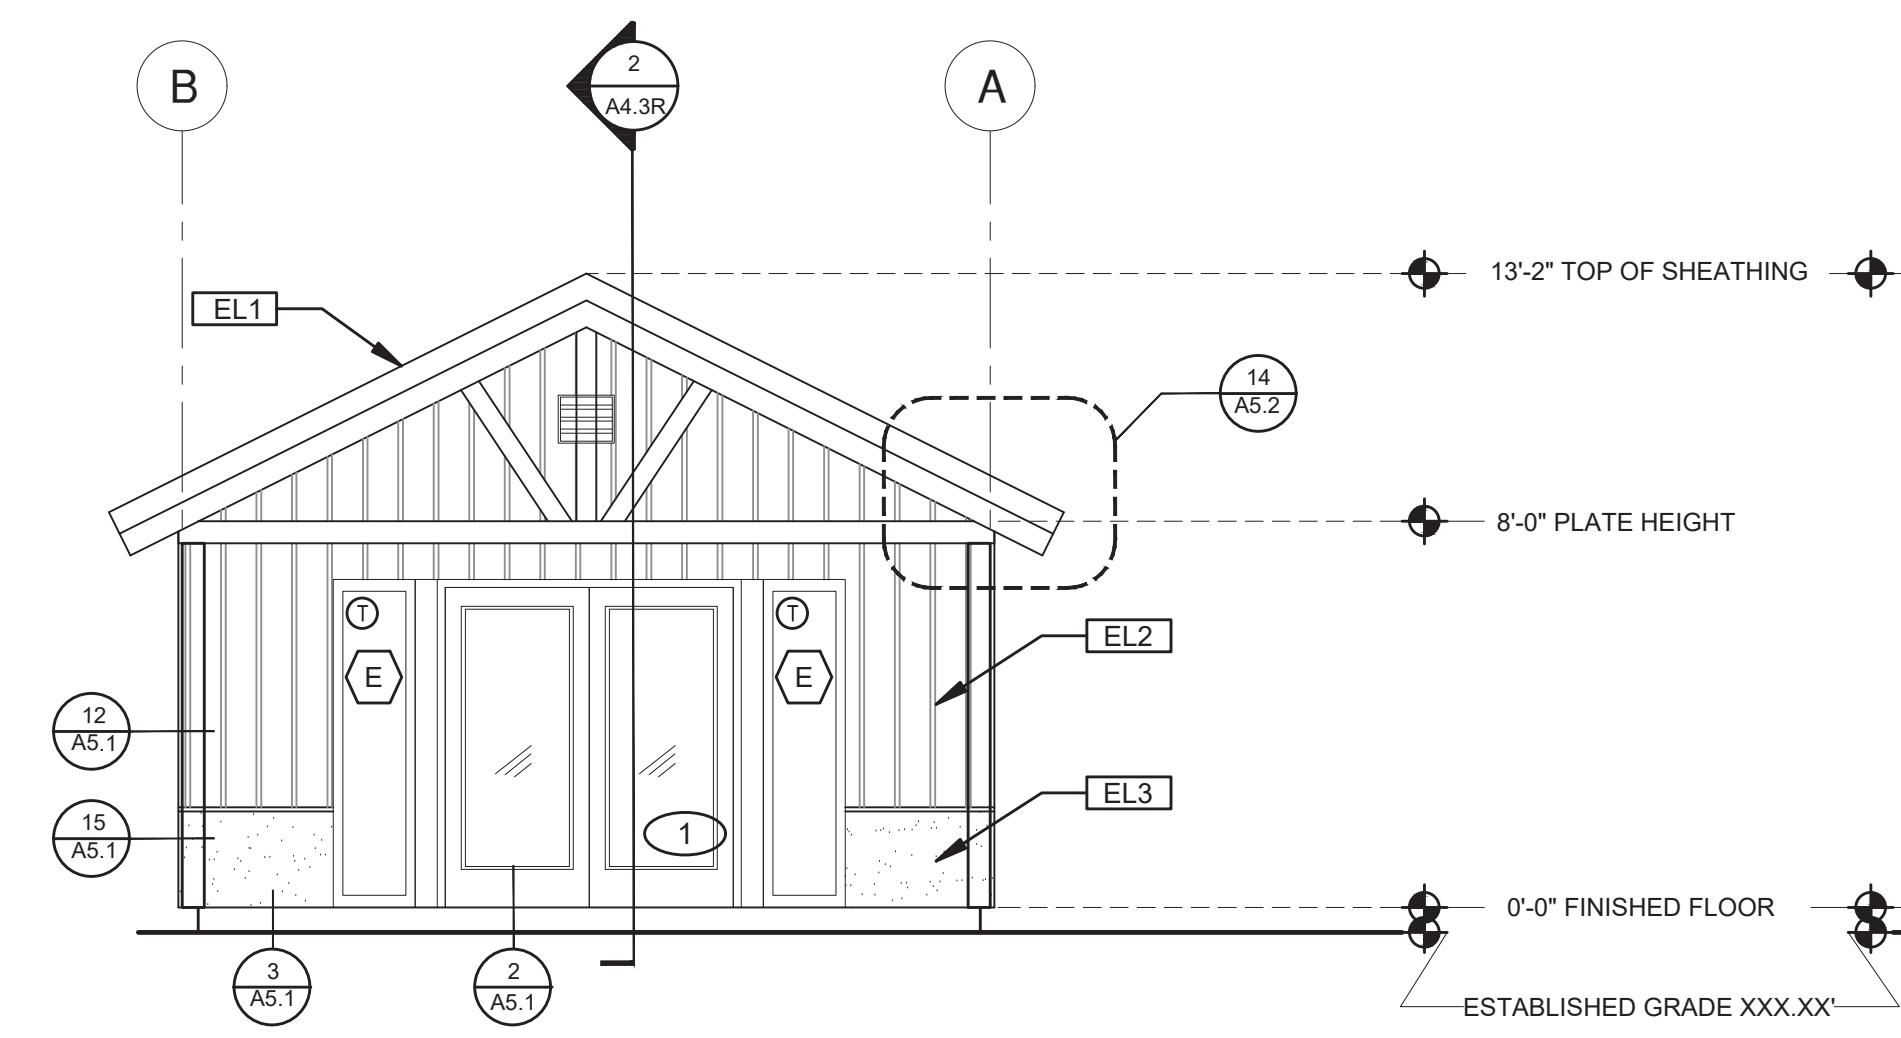 B
2
A4.3R
A
13'-2" TOP OF SHEATHING
EL1
14
A5.2
8'-0" PLATE HEIGHT
T
T
E
E
EL2
12
A5.1
EL3
15
A5.1
1
0'-0" FINISHED FLOOR
3
A5.1
2
A5.1
ESTABLISHED GRADE XXX.XX'